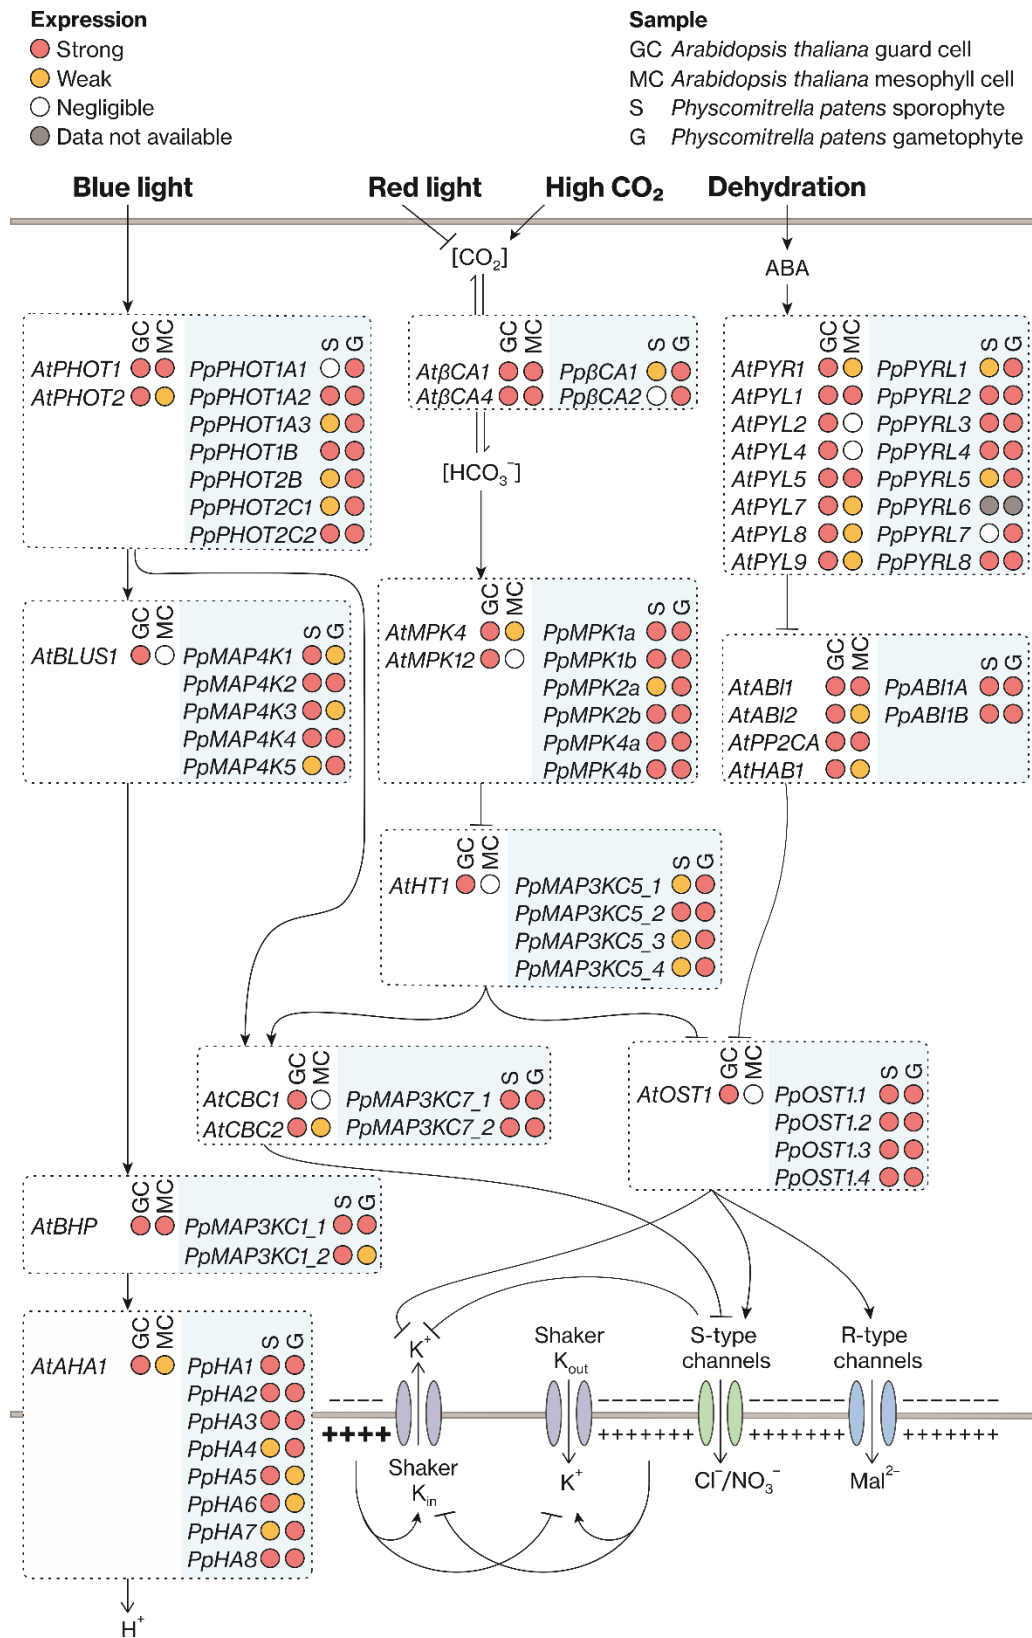 Expression
Strong
Weak
Negligible
Data not available
Sample
GC Arabidopsis thaliana guard cell
MC Arabidopsis thaliana mesophyll cell
S Physcomitrella patens sporophyte
G Physcomitrella patens gametophyte
Blue light
Red light
High CO₂
Dehydration
[CO₂]
ABA
GC MC S G
AtPHOT1 PpPHOT1A1
AtPHOT2 PpPHOT1A2
PpPHOT1A3
PpPHOT1B
PpPHOT2B
PpPHOT2C1
PpPHOT2C2
GC MC S G
AtβCA1 PpβCA1
AtβCA4 PpβCA2
[HCO₃⁻]
GC MC S G
AtPYR1 PpPYRL1
AtPYL1 PpPYRL2
AtPYL2 PpPYRL3
AtPYL4 PpPYRL4
AtPYL5 PpPYRL5
AtPYL7 PpPYRL6
AtPYL8 PpPYRL7
AtPYL9 PpPYRL8
GC MC S G
AtBLUS1 PpMAP4K1
PpMAP4K2
PpMAP4K3
PpMAP4K4
PpMAP4K5
GC MC S G
AtMPK4 PpMPK1a
AtMPK12 PpMPK1b
PpMPK2a
PpMPK2b
PpMPK4a
PpMPK4b
GC MC S G
AtABI1 PpABI1A
AtABI2 PpABI1B
AtPP2CA
AtHAB1
GC MC S G
AtHT1 PpMAP3KC5_1
PpMAP3KC5_2
PpMAP3KC5_3
PpMAP3KC5_4
GC MC S G
AtCBC1 PpMAP3KC7_1
AtCBC2 PpMAP3KC7_2
GC MC S G
AtOST1 PpOST1.1
PpOST1.2
PpOST1.3
PpOST1.4
GC MC S G
AtBHP PpMAP3KC1_1
PpMAP3KC1_2
GC MC S G
AtAHA1 PpHA1
PpHA2
PpHA3
PpHA4
PpHA5
PpHA6
PpHA7
PpHA8
H⁺
K⁺
Shaker
K_in
Shaker
K_out
K⁺
S-type
channels
Cl⁻/NO₃⁻
R-type
channels
Mal²⁻
− − − −
++++
− − − − − −
+++++++
− − − − − −
+++++++
− − − − − −
+++++++